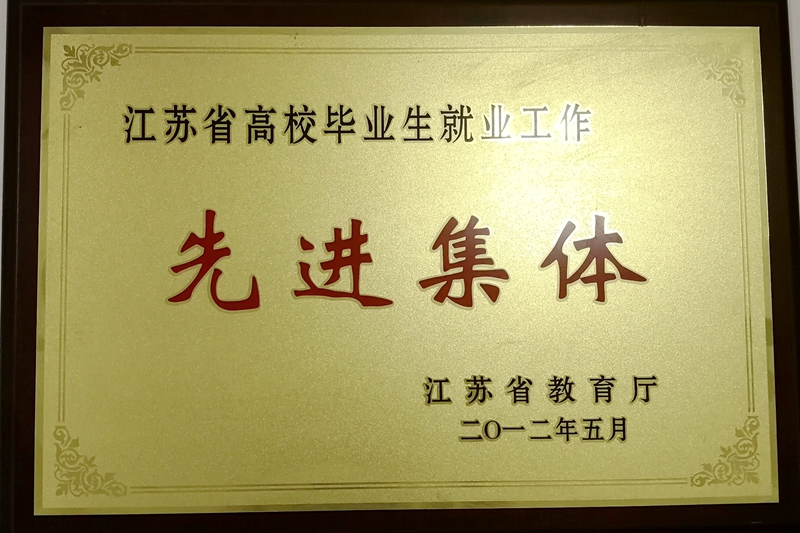 江苏省高校毕业生就业工作
先进集体
江苏省教育厅
二〇一二年五月